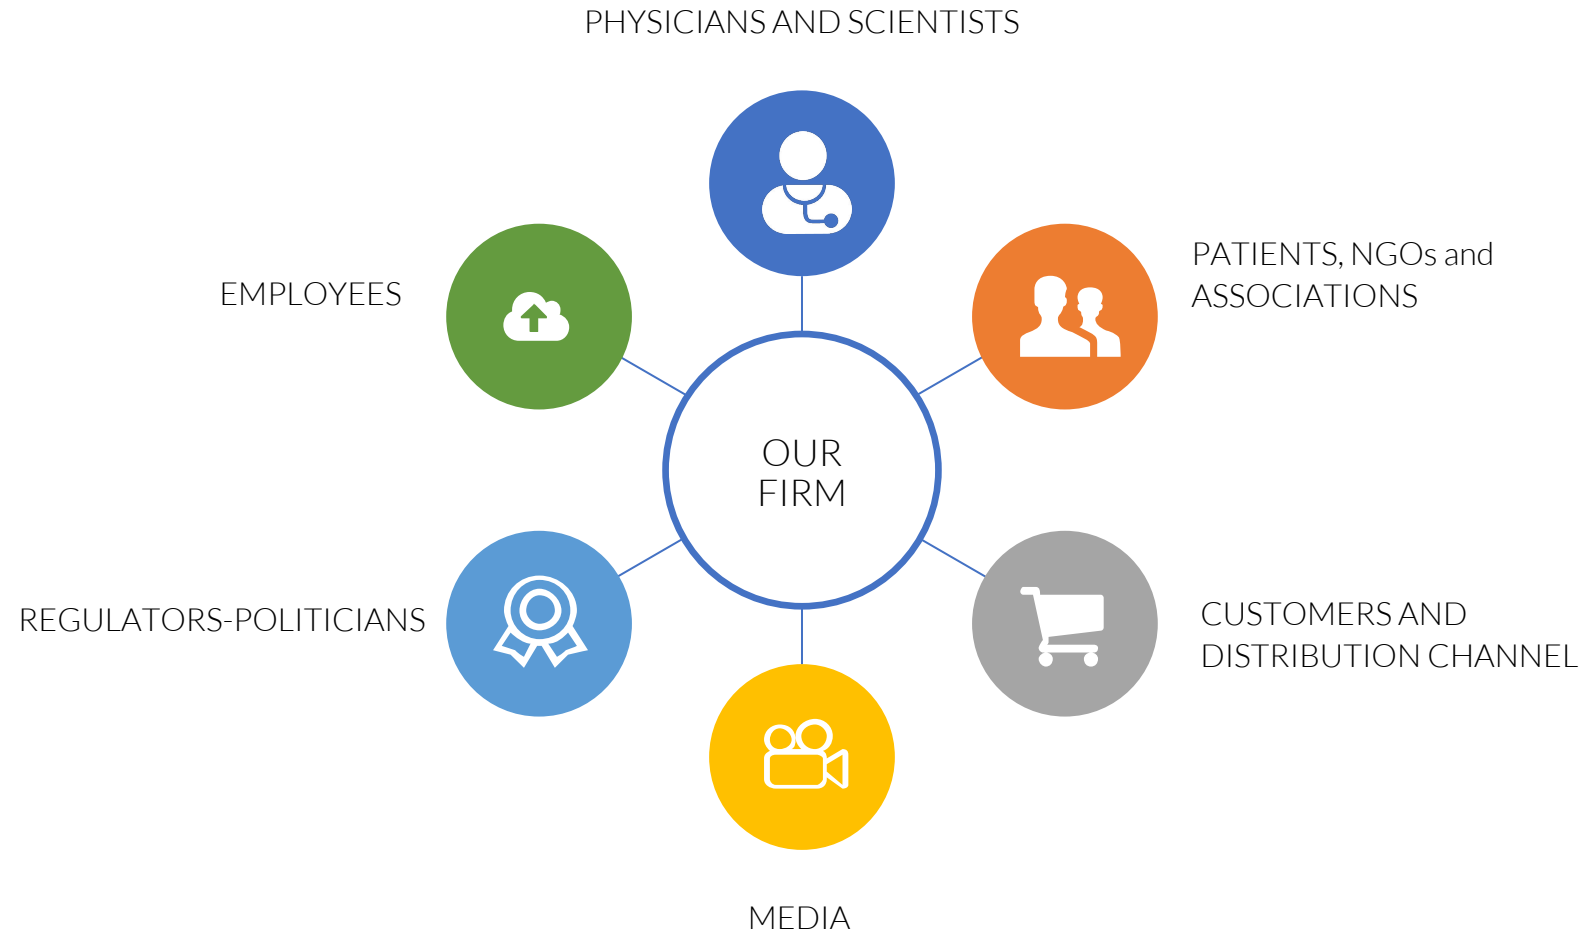 PHYSICIANS AND SCIENTISTS
PATIENTS, NGOs and
ASSOCIATIONS
EMPLOYEES
OUR
FIRM
REGULATORS-POLITICIANS
CUSTOMERS AND
DISTRIBUTION CHANNEL
MEDIA